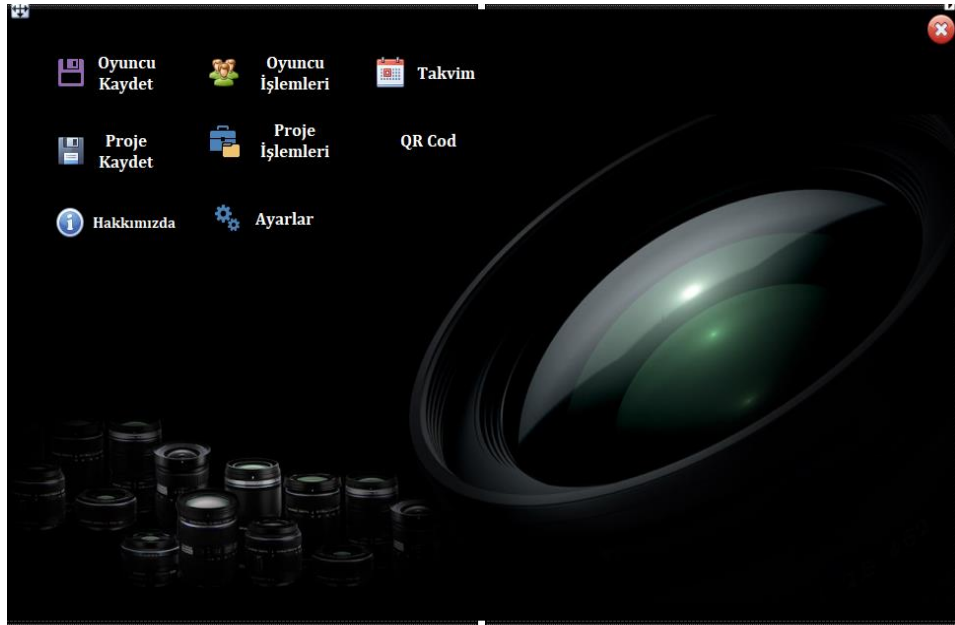 Oyuncu
Kaydet
Oyuncu
İşlemleri
Takvim
Proje
Kaydet
Proje
İşlemleri
QR Cod
Hakkımızda
Ayarlar